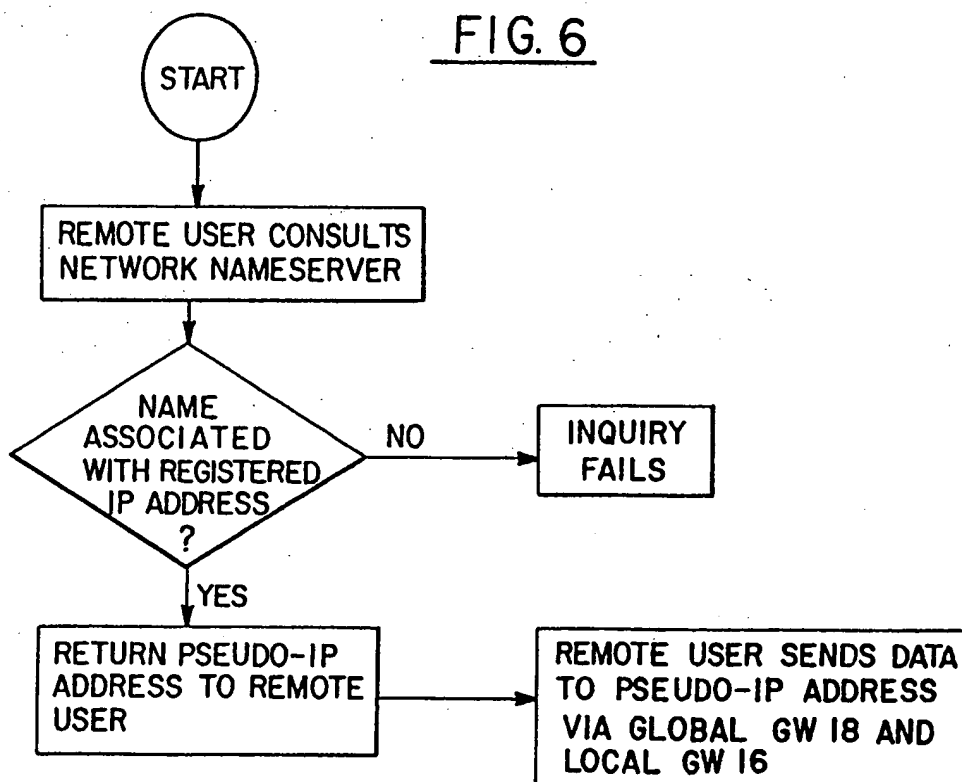 FIG. 6
START
REMOTE USER CONSULTS
NETWORK NAMESERVER
NAME
ASSOCIATED
WITH REGISTERED
IP ADDRESS
?
NO
INQUIRY
FAILS
YES
RETURN PSEUDO-IP
ADDRESS TO REMOTE
USER
REMOTE USER SENDS DATA
TO PSEUDO-IP ADDRESS
VIA GLOBAL GW 18 AND
LOCAL GW 16